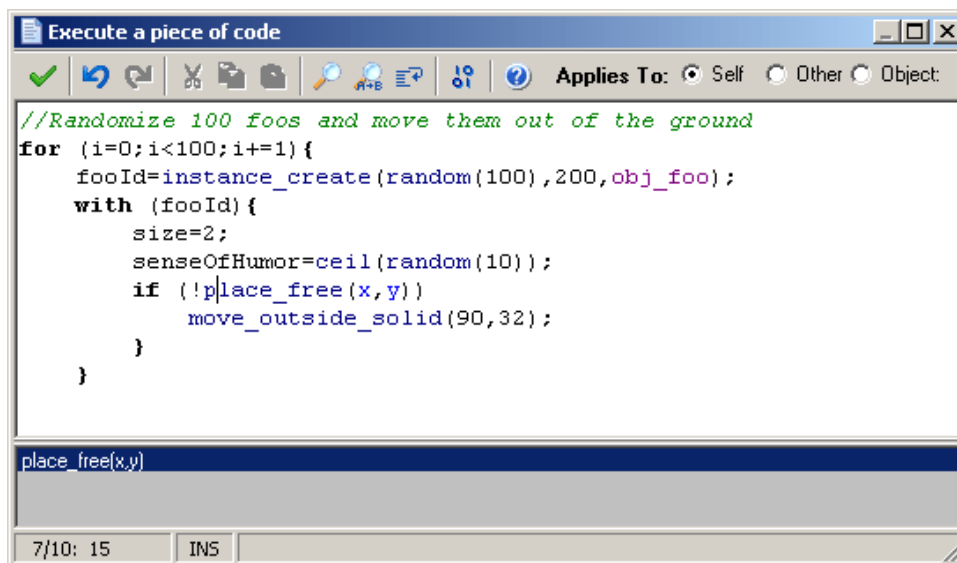 Execute a piece of code
A+B Applies To: Self Other Object:
//Randomize 100 foos and move them out of the ground
for (i=0;i<100;i+=1){
fooId=instance_create(random(100),200,obj_foo);
with (fooId){
size=2;
senseOfHumor=ceil(random(10));
if (!place_free(x,y))
move_outside_solid(90,32);
}
}
place_free(x,y)
7/10: 15 INS